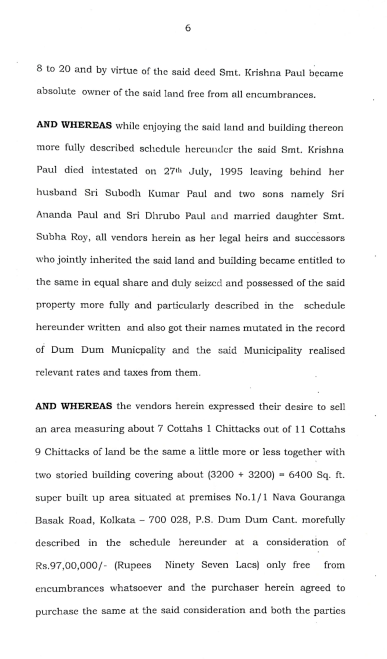 6
8 to 20 and by virtue of the said deed Smt. Krishna Paul became
absolute owner of the said land free from all encumbrances.
AND WHEREAS while enjoying the said land and building thereon
more fully described schedule hereunder the said Smt. Krishna
Paul died intestated on 27th July, 1995 leaving behind her
husband Sri Subodh Kumar Paul and two sons namely Sri
Ananda Paul and Sri Dhrubo Paul and married daughter Smt.
Subha Roy, all vendors herein as her legal heirs and successors
who jointly inherited the said land and building became entitled to
the same in equal share and duly seized and possessed of the said
property more fully and particularly described in the schedule
hereunder written and also got their names mutated in the record
of Dum Dum Municpality and the said Municipality realised
relevant rates and taxes from them.
AND WHEREAS the vendors herein expressed their desire to sell
an area measuring about 7 Cottahs 1 Chittacks out of 11 Cottahs
9 Chittacks of land be the same a little more or less together with
two storied building covering about (3200 + 3200) = 6400 Sq. ft.
super built up area situated at premises No.1/1 Nava Gouranga
Basak Road, Kolkata – 700 028, P.S. Dum Dum Cant. morefully
described in the schedule hereunder at a consideration of
Rs.97,00,000/- (Rupees Ninety Seven Lacs) only free from
encumbrances whatsoever and the purchaser herein agreed to
purchase the same at the said consideration and both the parties